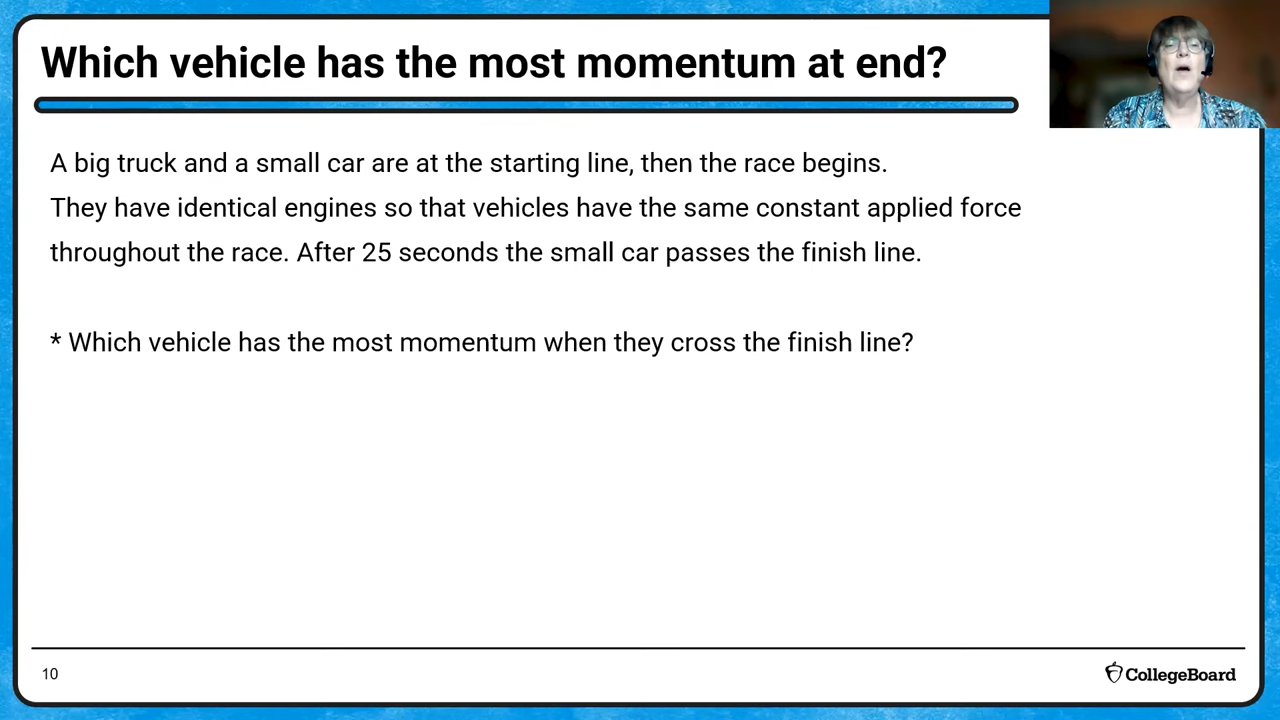 Which vehicle has the most momentum at end?
A big truck and a small car are at the starting line, then the race begins.
They have identical engines so that vehicles have the same constant applied force
throughout the race. After 25 seconds the small car passes the finish line.
* Which vehicle has the most momentum when they cross the finish line?
10
CollegeBoard